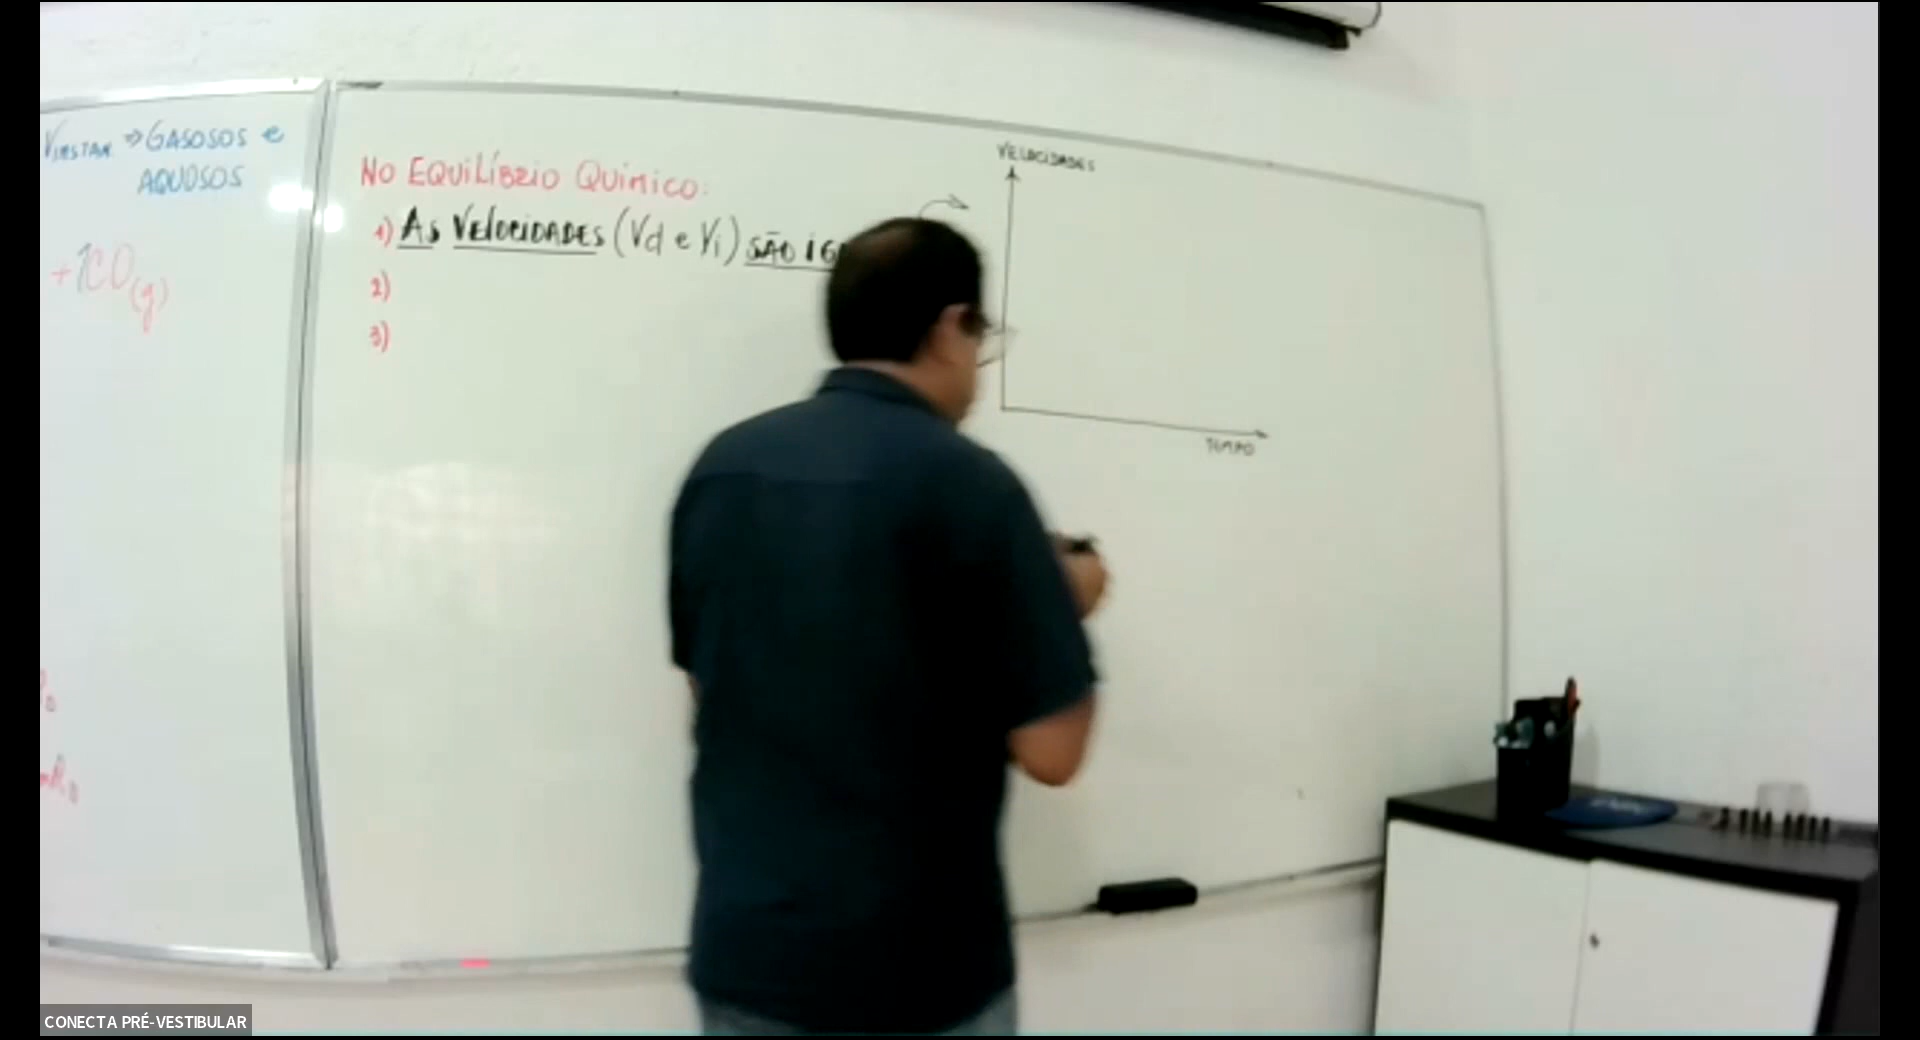 ⇒ GASOSOS e
AQUOSOS
+1CO(g)
NO EQUILÍBRIO QUÍMICO:
1) AS VELOCIDADES (Vd e Vi) SÃO
2)
3)
VELOCIDADES
TEMPO
CONECTA PRÉ-VESTIBULAR